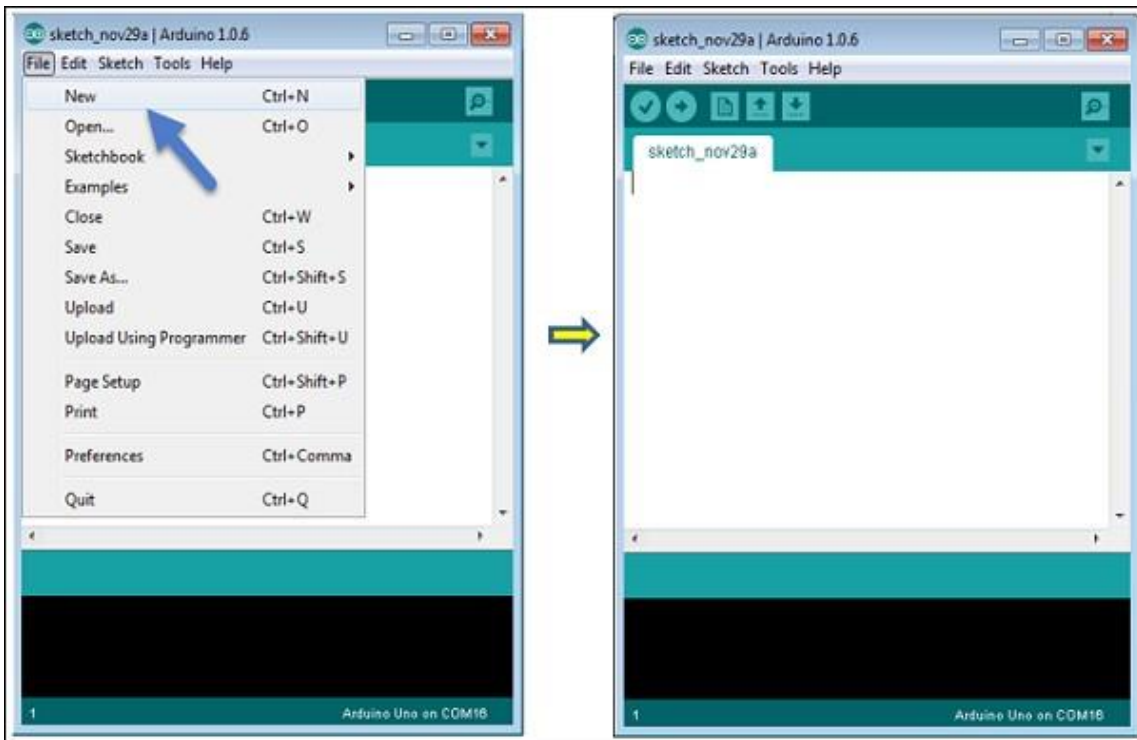 sketch_nov29a | Arduino 1.0.6
File Edit Sketch Tools Help
New Ctrl+N
Open... Ctrl+O
Sketchbook
Examples
Close Ctrl+W
Save Ctrl+S
Save As... Ctrl+Shift+S
Upload Ctrl+U
Upload Using Programmer Ctrl+Shift+U
Page Setup Ctrl+Shift+P
Print Ctrl+P
Preferences Ctrl+Comma
Quit Ctrl+Q
1 Arduino Uno on COM16
sketch_nov29a | Arduino 1.0.6
File Edit Sketch Tools Help
sketch_nov29a
1 Arduino Uno on COM16